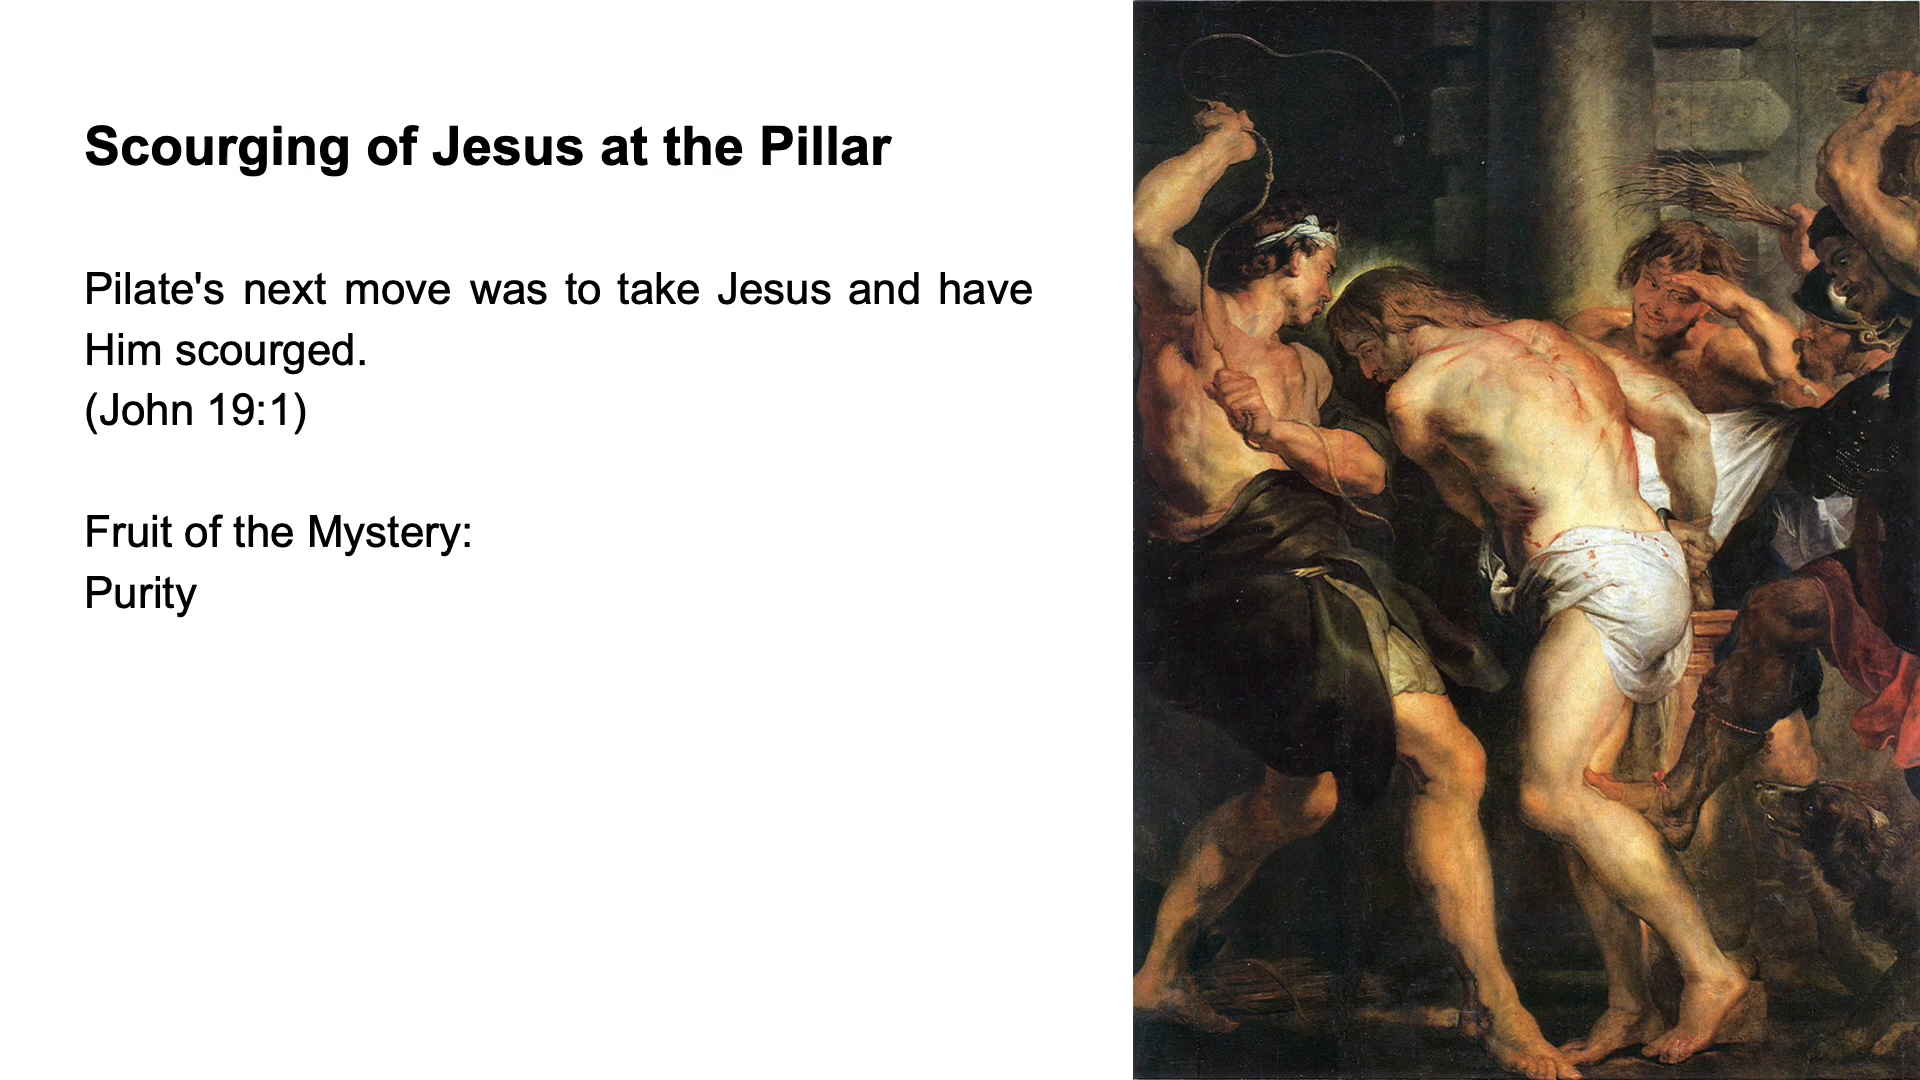 Scourging of Jesus at the Pillar
Pilate's next move was to take Jesus and have
Him scourged.
(John 19:1)
Fruit of the Mystery:
Purity